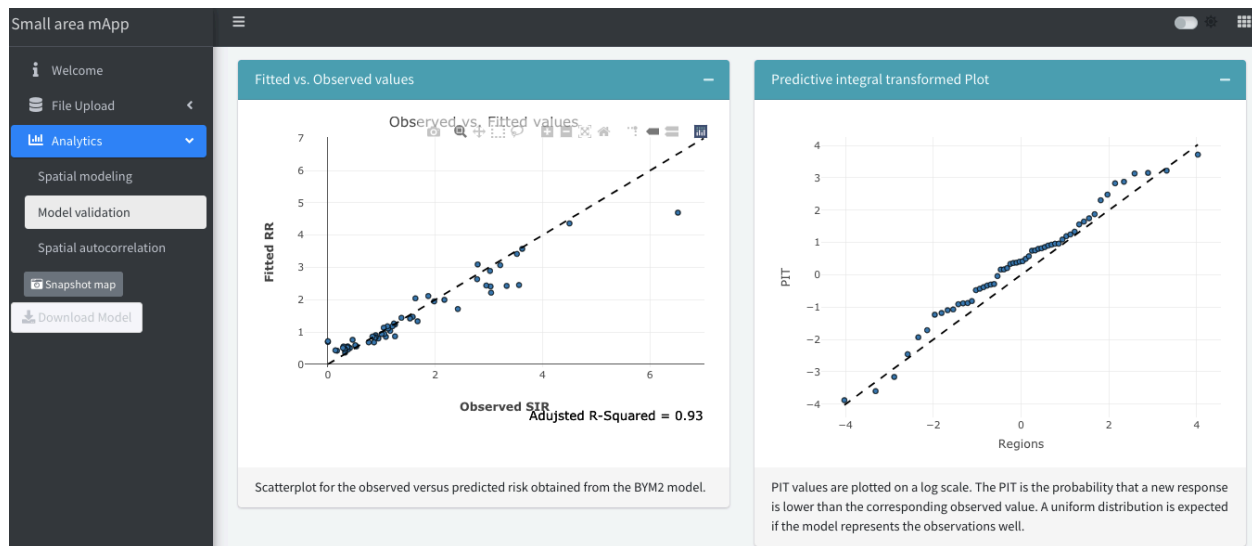 Small area mApp
Welcome
File Upload
Analytics
Spatial modeling
Model validation
Spatial autocorrelation
Snapshot map
Download Model
Fitted vs. Observed values
Observed vs. Fitted values
7
6
5
4
3
2
1
0
Fitted RR
0
2
4
6
Observed SIR
Adujsted R-Squared = 0.93
Scatterplot for the observed versus predicted risk obtained from the BYM2 model.
Predictive integral transformed Plot
4
3
2
1
0
−1
−2
−3
−4
PIT
−4
−2
0
2
4
Regions
PIT values are plotted on a log scale. The PIT is the probability that a new response
is lower than the corresponding observed value. A uniform distribution is expected
if the model represents the observations well.